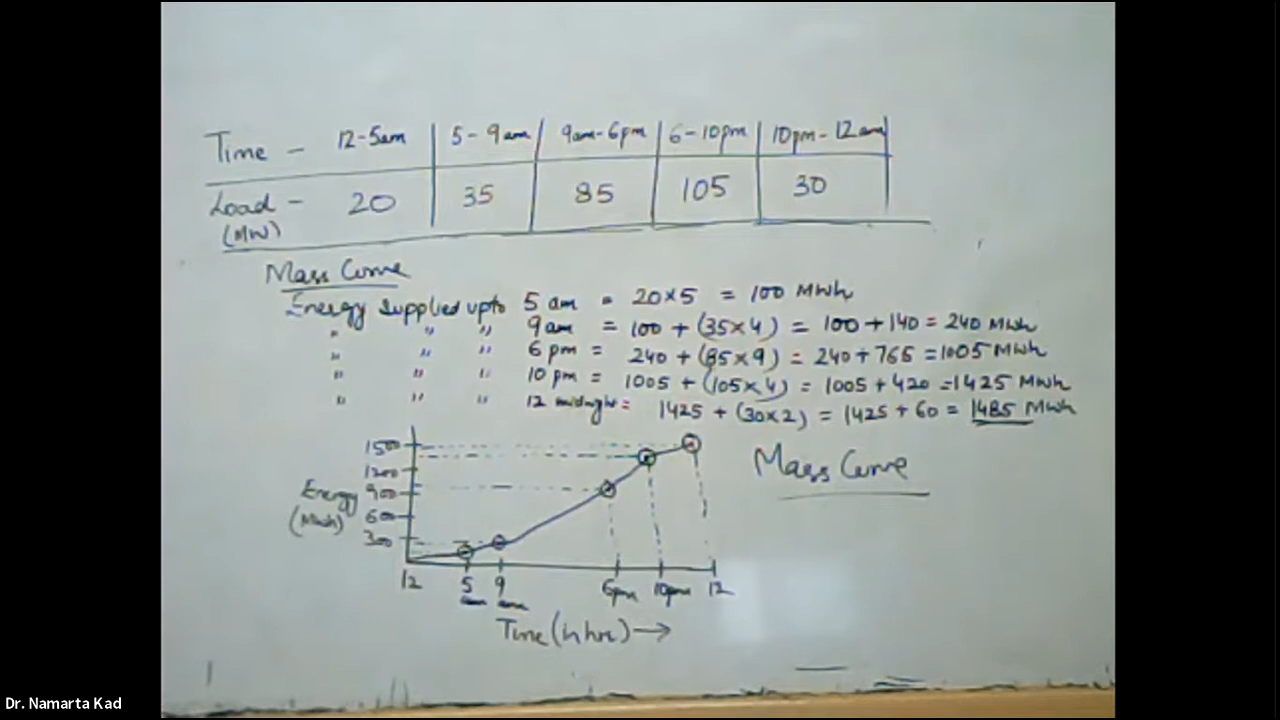 Time - 12-5am 5-9am 9am-6pm 6-10pm 10pm-12am
Load - 20 35 85 105 30
(MW)
Mass Curve
Energy supplied upto 5 am = 20×5 = 100 MWh
" " " 9am = 100 + (35×4) = 100 + 140 = 240 MWh
" " " 6 pm = 240 + (85×9) = 240 + 765 = 1005 MWh
" " " 10 pm = 1005 + (105×4) = 1005 + 420 = 1425 MWh
" " " 12 midnight = 1425 + (30×2) = 1425 + 60 = 1485 MWh
1500
1200
900
600
300
Energy
(MWh)
Mass Curve
12 5 am 9 am 6pm 10pm 12
Time (in hrs) →
Dr. Namarta Kad